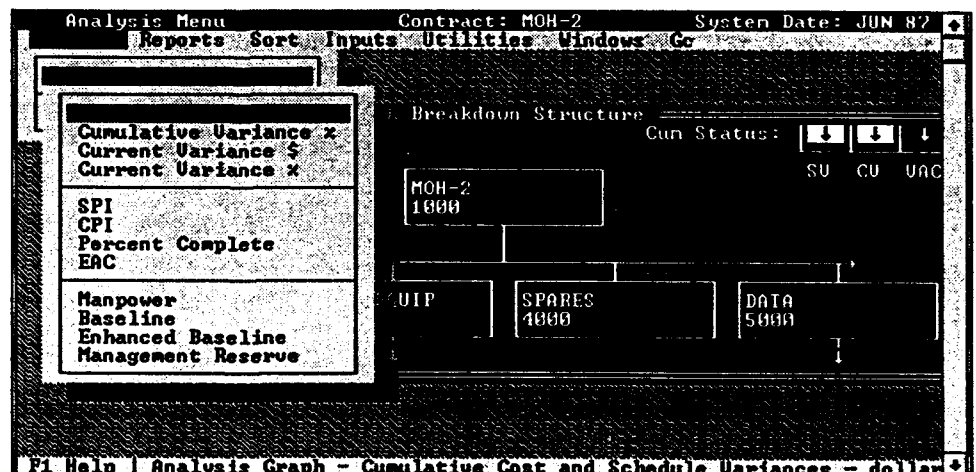 Analysis Menu Contract: MOH-2 System Date: JUN 87
Reports Sort Inputs Utilities Windows Go
Breakdown Structure
Cumulative Variance %
Cum Status: ↓ ↓ ↓
Current Variance $
Current Variance %
SV CV VAC
MOH-2
1000
SPI
CPI
Percent Complete
EAC
Manpower
Baseline
Enhanced Baseline
Management Reserve
UIP
SPARES
4000
DATA
5000
F1 Help | Analysis Graph - Cumulative Cost and Schedule Variances - dollar